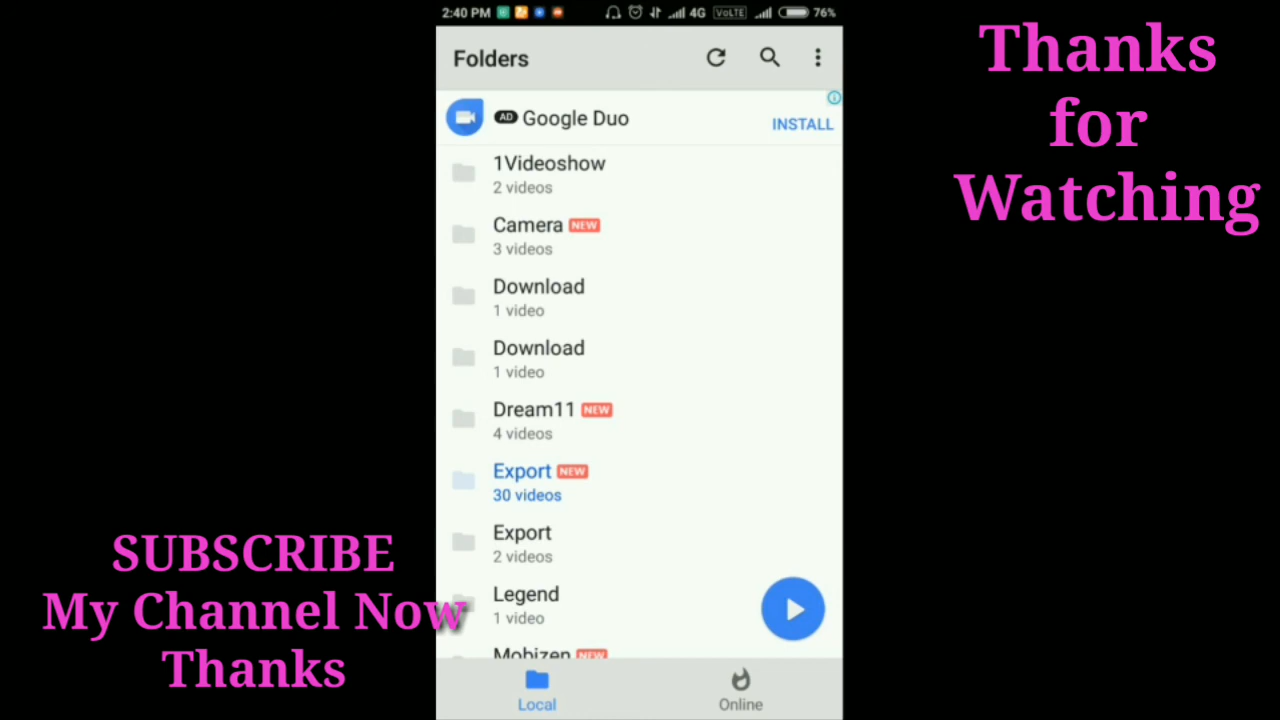 2:40 PM 4G VoLTE 76%
Folders
AD Google Duo
INSTALL
1Videoshow
2 videos
Camera NEW
3 videos
Download
1 video
Download
1 video
Dream11 NEW
4 videos
Export NEW
30 videos
Export
2 videos
Legend
1 video
Mobizen NEW
Local
Online
Thanks
for
Watching
SUBSCRIBE
My Channel Now
Thanks